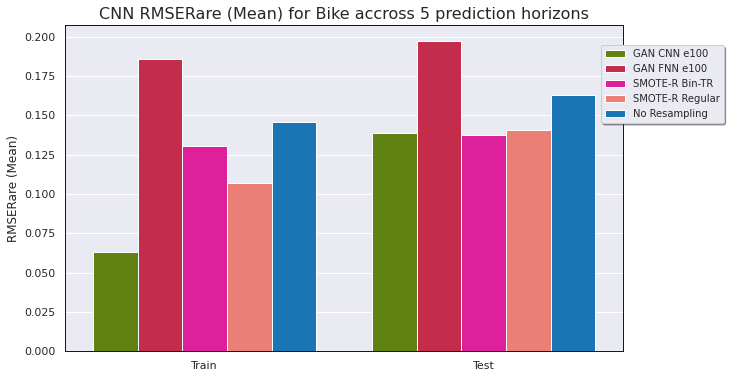 CNN RMSERare (Mean) for Bike accross 5 prediction horizons
RMSERare (Mean)
0.200
0.175
0.150
0.125
0.100
0.075
0.050
0.025
0.000
Train
Test
GAN CNN e100
GAN FNN e100
SMOTE-R Bin-TR
SMOTE-R Regular
No Resampling